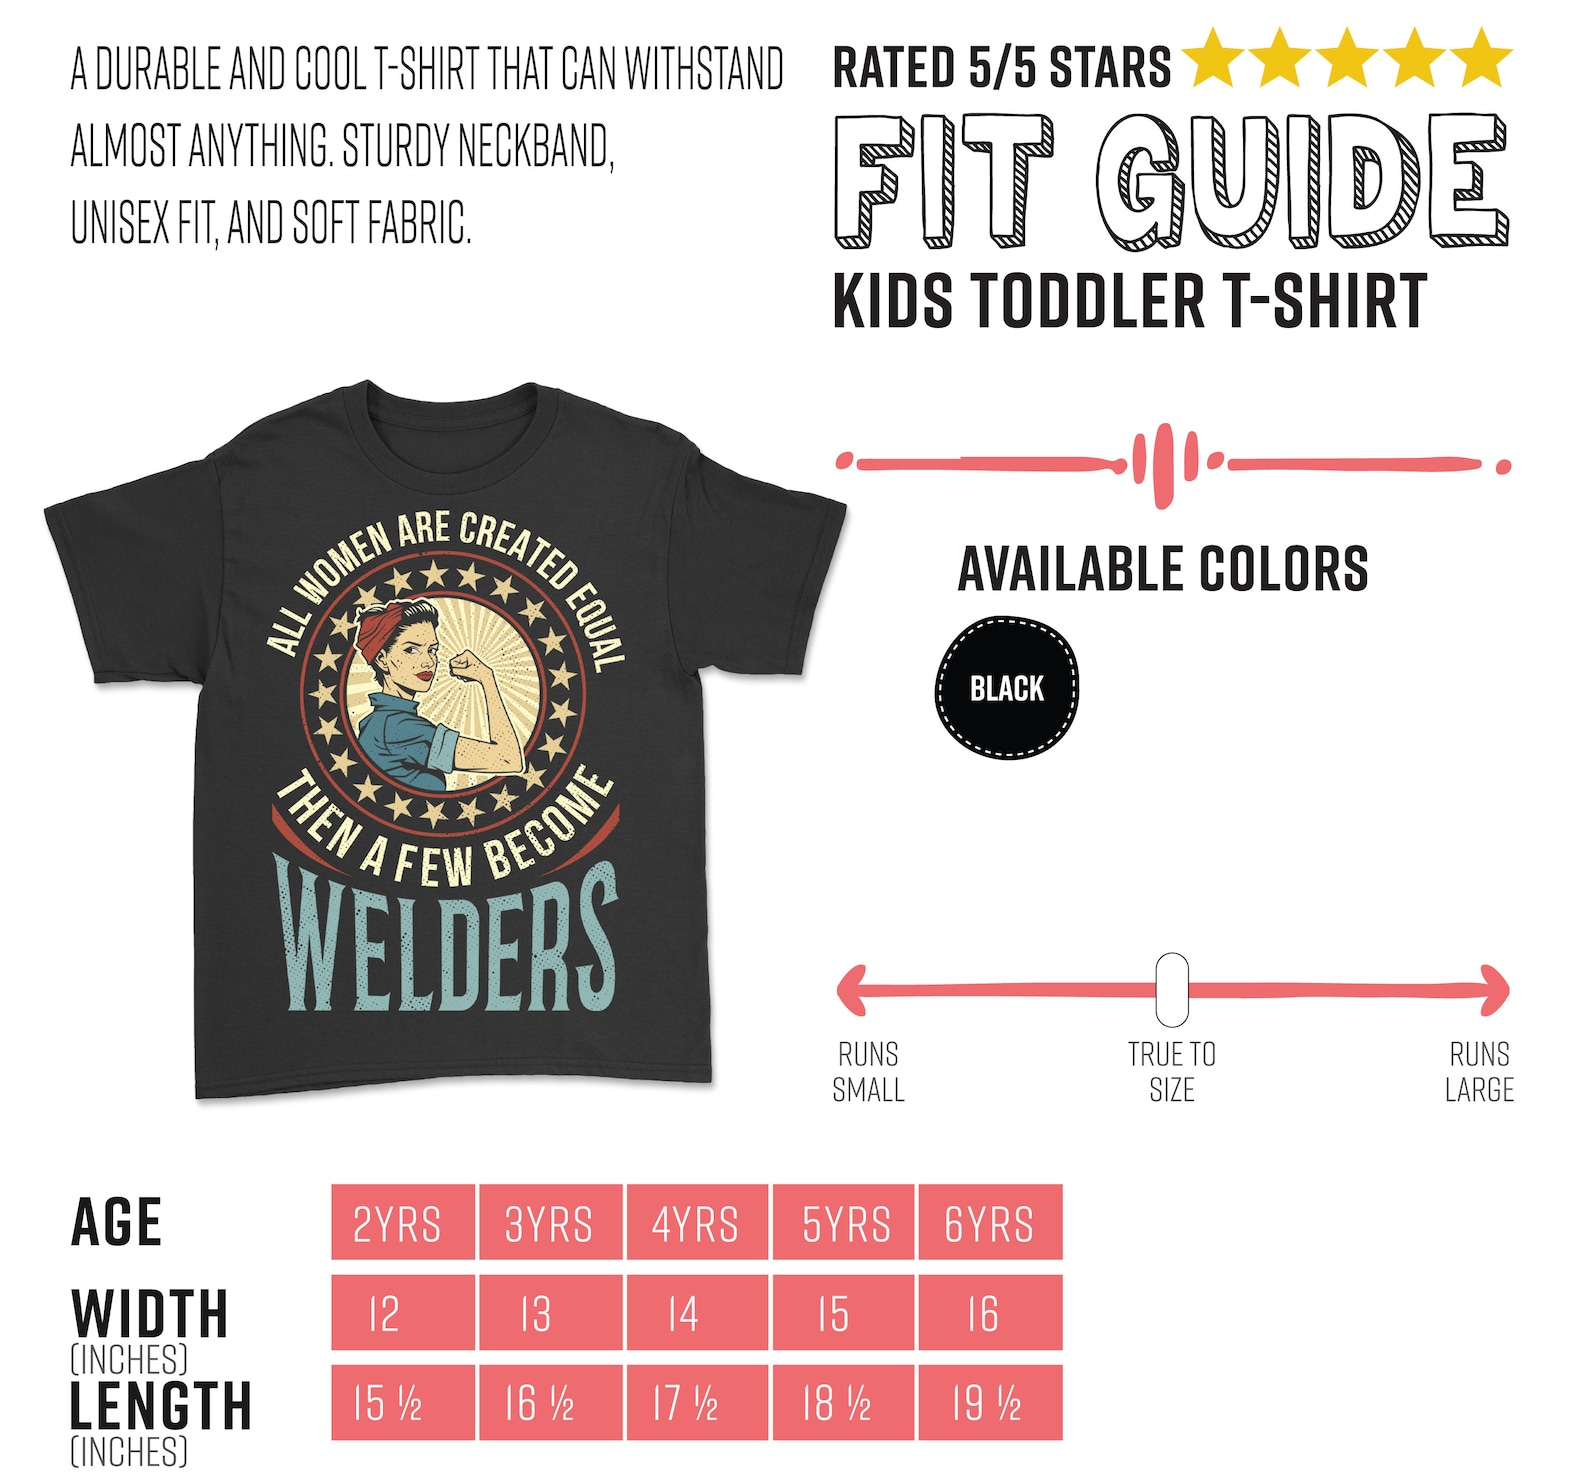 A DURABLE AND COOL T-SHIRT THAT CAN WITHSTAND
ALMOST ANYTHING. STURDY NECKBAND,
UNISEX FIT, AND SOFT FABRIC.
RATED 5/5 STARS
FIT GUIDE
KIDS TODDLER T-SHIRT
ALL WOMEN ARE CREATED EQUAL
THEN A FEW BECOME
WELDERS
AVAILABLE COLORS
BLACK
RUNS SMALL
TRUE TO SIZE
RUNS LARGE
AGE 2YRS 3YRS 4YRS 5YRS 6YRS
WIDTH 12 13 14 15 16
(INCHES)
LENGTH 15 ½ 16 ½ 17 ½ 18 ½ 19 ½
(INCHES)